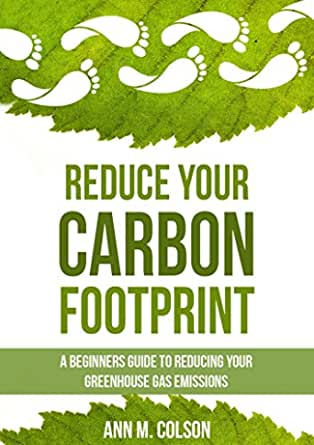 REDUCE YOUR
CARBON
FOOTPRINT
A BEGINNERS GUIDE TO REDUCING YOUR
GREENHOUSE GAS EMISSIONS
ANN M. COLSON